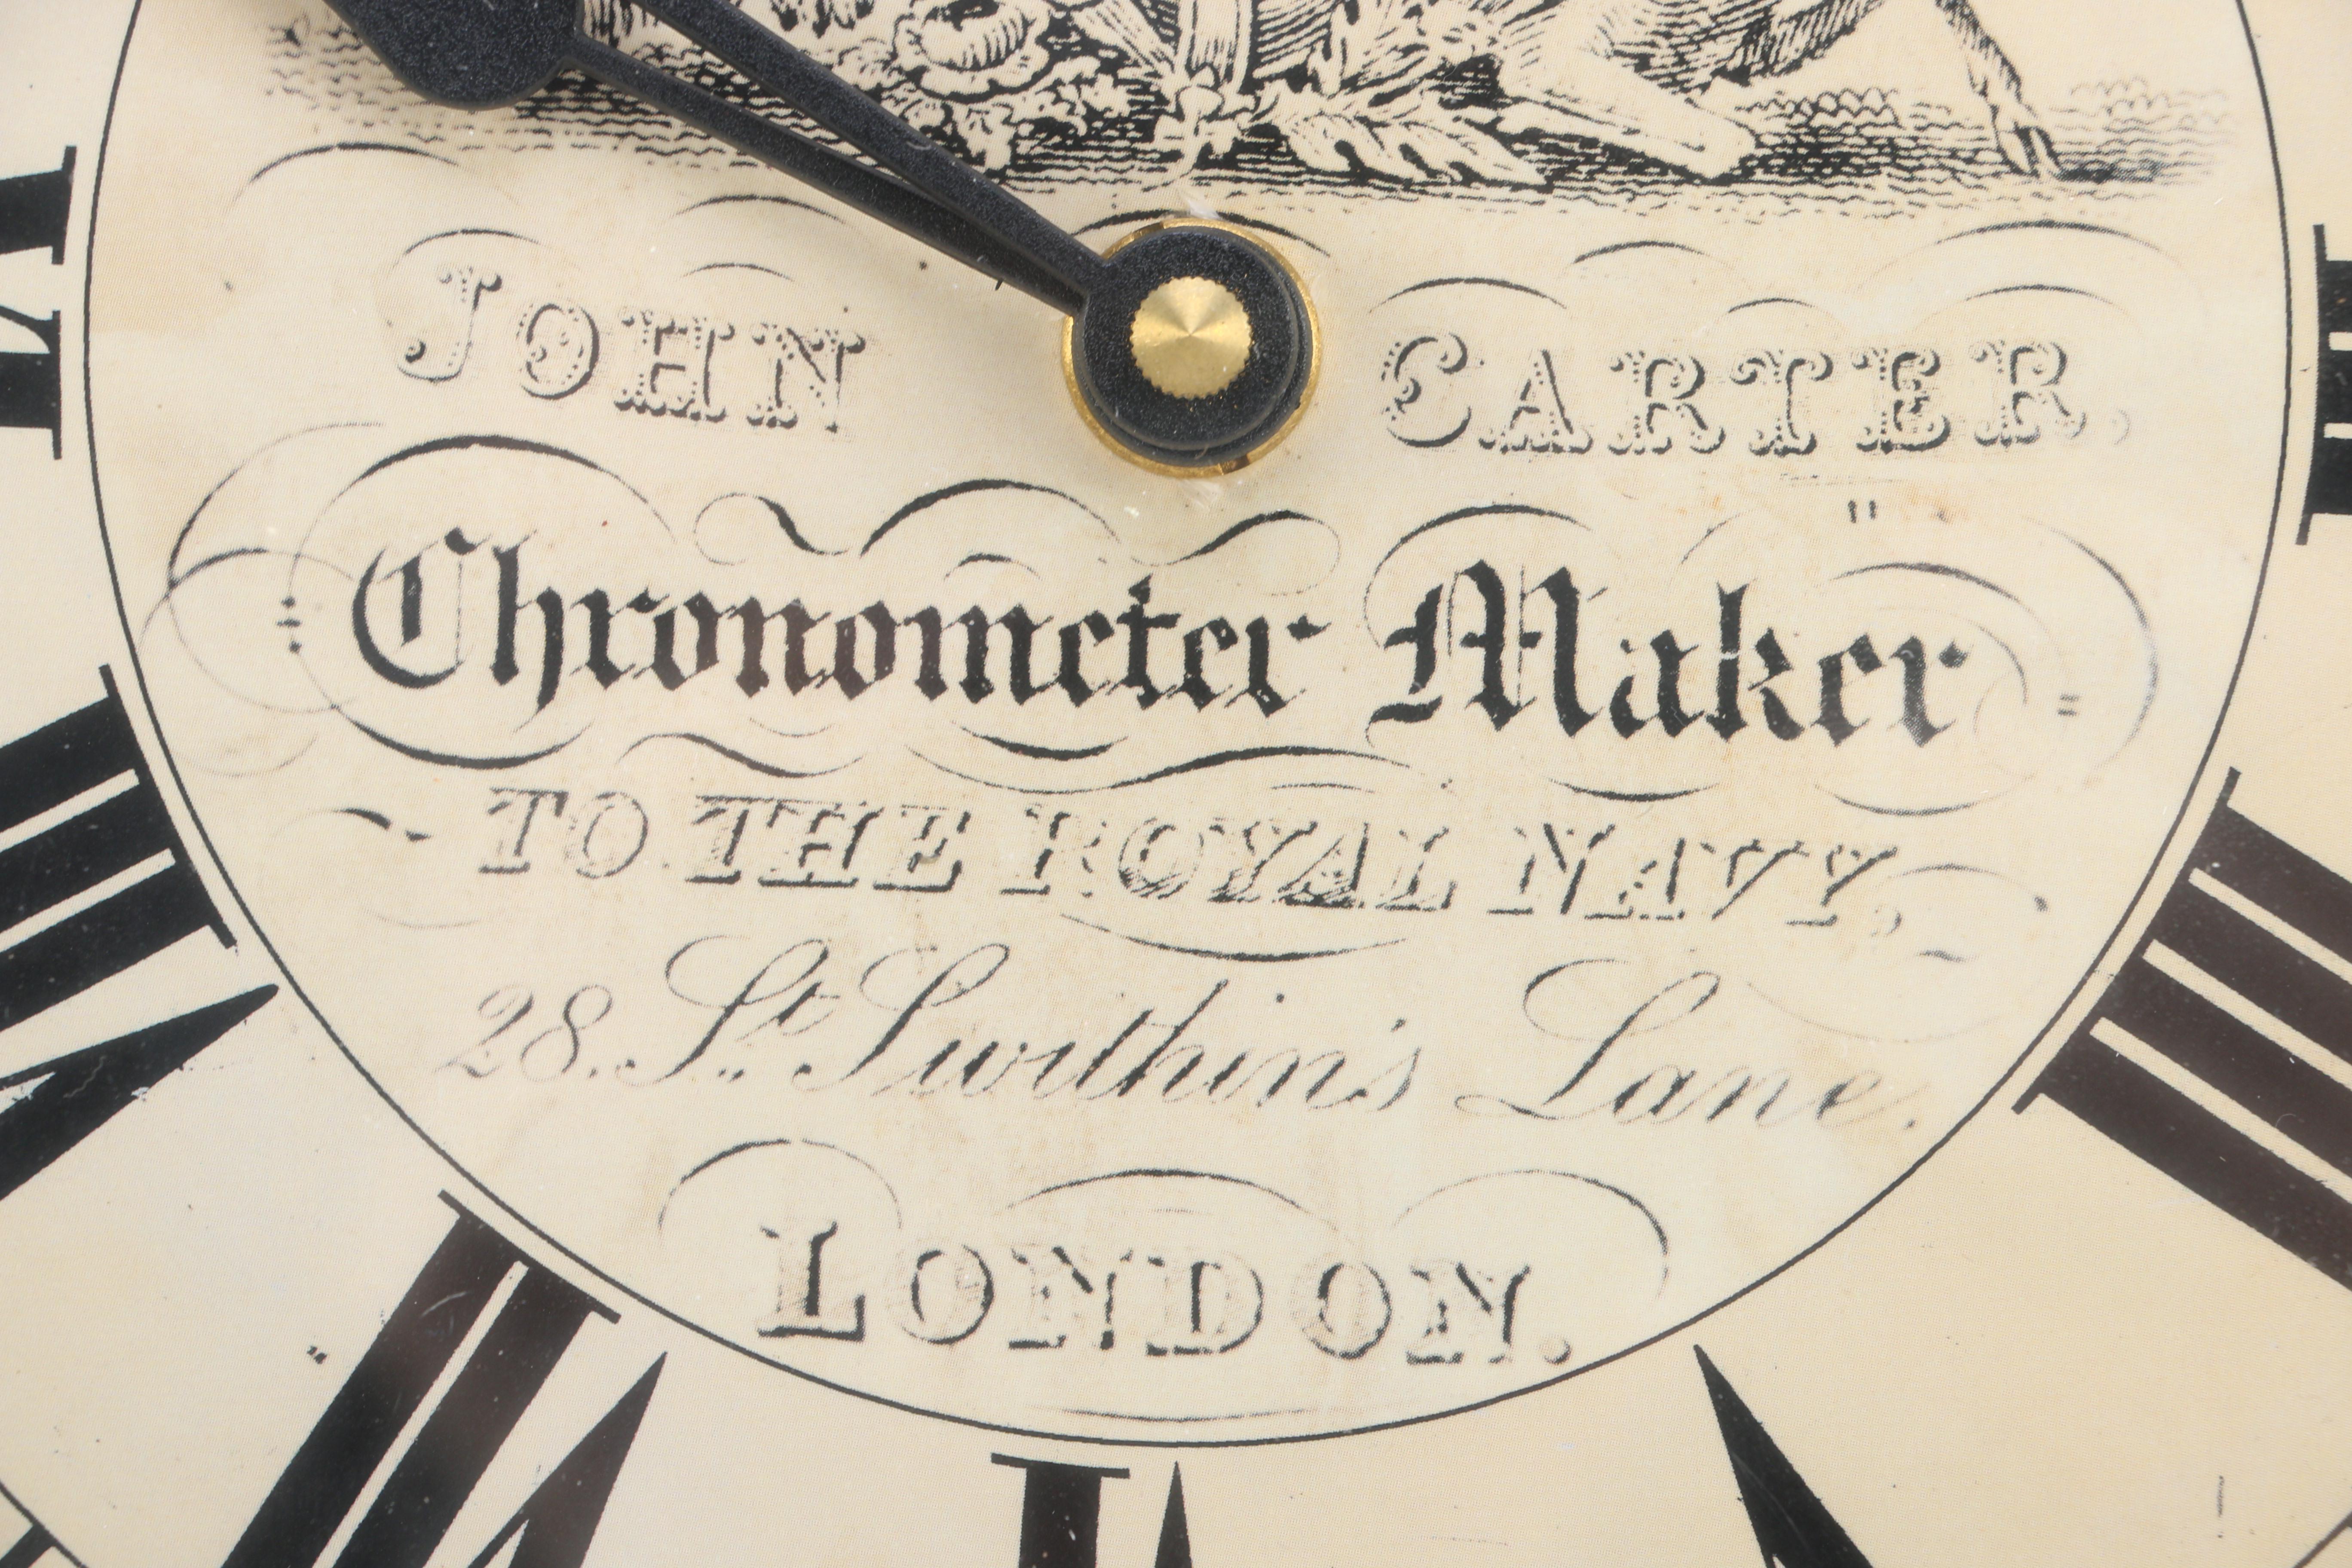 JOHN CARTER.
Chronometer Maker
TO THE ROYAL NAVY,
28. St. Swithin's Lane.
LONDON.